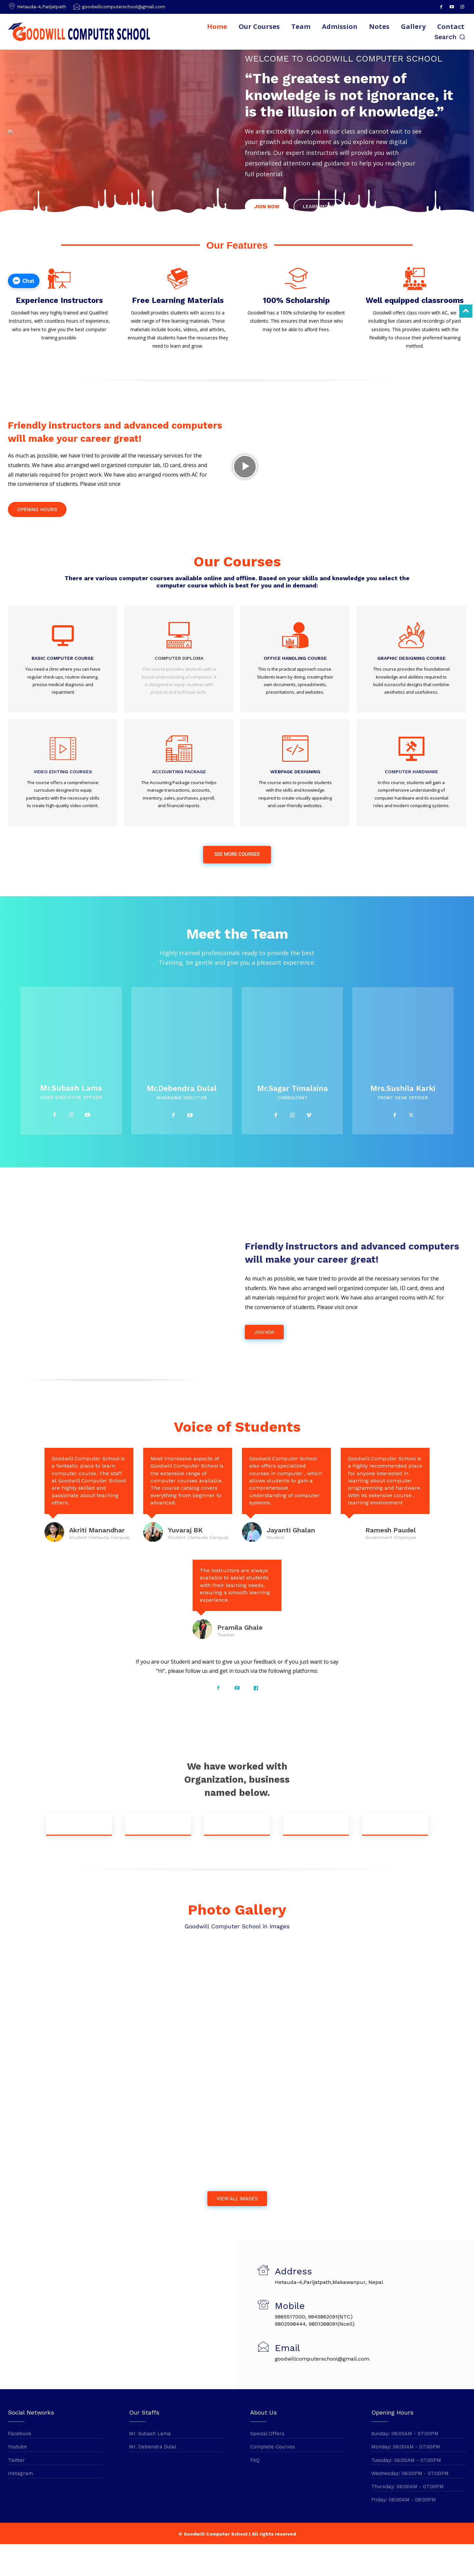 Hetauda-4,Parijatpath
goodwillcomputerschool@gmail.com
GOODWILL COMPUTER SCHOOL
Home
Our Courses
Team
Admission
Notes
Gallery
Contact
Search
WELCOME TO GOODWILL COMPUTER SCHOOL
“The greatest enemy of
knowledge is not ignorance, it
is the illusion of knowledge.”
We are excited to have you in our class and cannot wait to see
your growth and development as you explore new digital
frontiers. Our expert instructors will provide you with
personalized attention and guidance to help you reach your
full potential
JOIN NOW
Our Features
Chat
Experience Instructors
Goodwill has very highly trained and Qualified
Instructors, with countless hours of experience,
who are here to give you the best computer
training possible.
Free Learning Materials
Goodwill provides students with access to a
wide range of free learning materials. These
materials include books, videos, and articles,
ensuring that students have the resources they
need to learn and grow.
100% Scholarship
Goodwill has a 100% scholarship for excellent
students. This ensures that even those who
may not be able to afford Fees.
Well equipped classrooms
Goodwill offers class room with AC, we
including live classes and recordings of past
sessions. This provides students with the
flexibility to choose their preferred learning
method.
Friendly instructors and advanced computers
will make your career great!
As much as possible, we have tried to provide all the necessary services for the
students. We have also arranged well organized computer lab, ID card, dress and
all materials required for project work. We have also arranged rooms with AC for
the convenience of students. Please visit once
OPENING HOURS
Our Courses
There are various computer courses available online and offline. Based on your skills and knowledge you select the
computer course which is best for you and in demand:
BASIC COMPUTER COURSE
You need a clinic where you can have
regular check-ups, routine cleaning,
precise medical diagnosis and
repairment
COMPUTER DIPLOMA
This course provides students with a
broad understanding of computers. It
is designed to equip students with
practical and technical skills
OFFICE HANDLING COURSE
This is the practical approach course.
Students learn by doing, creating their
own documents, spreadsheets,
presentations, and websites.
GRAPHIC DESIGNING COURSE
This course provides the foundational
knowledge and abilities required to
build successful designs that combine
aesthetics and usefulness.
VIDEO EDITING COURSES
The course offers a comprehensive
curriculum designed to equip
participants with the necessary skills
to create high-quality video content.
ACCOUNTING PACKAGE
The Accounting Package course helps
manage transactions, accounts,
inventory, sales, purchases, payroll,
and financial reports.
WEBPAGE DESIGNING
The course aims to provide students
with the skills and knowledge
required to create visually appealing
and user-friendly websites.
COMPUTER HARDWARE
In this course, students will gain a
comprehensive understanding of
computer hardware and its essential
roles and modern computing systems.
SEE MORE COURSES
Meet the Team
Highly trained professionals ready to provide the best
Training, be gentle and give you a pleasant experience.
Mr.Subash Lama
CHIEF EXECUTIVE OFFICER
Mr.Debendra Dulal
MANAGING DIRECTOR
Mr.Sagar Timalsina
CONSULTANT
Mrs.Sushila Karki
FRONT DESK OFFICER
Friendly instructors and advanced computers
will make your career great!
As much as possible, we have tried to provide all the necessary services for the
students. We have also arranged well organized computer lab, ID card, dress and
all materials required for project work. We have also arranged rooms with AC for
the convenience of students. Please visit once
JOIN NOW
Voice of Students
Goodwill Computer School is
a fantastic place to learn
computer course. The staff
at Goodwill Computer School
are highly skilled and
passionate about teaching
others.
Akriti Manandhar
Student (Hetauda Campus)
Most impressive aspects of
Goodwill Computer School is
the extensive range of
computer courses available.
The course catalog covers
everything from beginner to
advanced.
Yuvaraj BK
Student (Hetauda Campus)
Goodwill Computer School
also offers specialized
courses in computer , which
allows students to gain a
comprehensive
understanding of computer
systems.
Jayanti Ghalan
Student
Goodwill Computer School is
a highly recommended place
for anyone interested in
learning about computer
programming and hardware.
With its extensive course ,
learning environment
Ramesh Paudel
Government Employee
The instructors are always
available to assist students
with their learning needs,
ensuring a smooth learning
experience.
Pramila Ghale
Teacher
If you are our Student and want to give us your feedback or if you just want to say
“Hi”, please follow us and get in touch via the following platforms:
We have worked with
Organization, business
named below.
Photo Gallery
Goodwill Computer School in images
VIEW ALL IMAGES
Address
Hetauda-4,Parijatpath,Makawanpur, Nepal
Mobile
9865517000, 9845862091(NTC)
9802598444, 9801268091(Ncell)
Email
goodwillcomputerschool@gmail.com
Social Networks
Facebook
Youtube
Twitter
Instagram
Our Staffs
Mr. Subash Lama
Mr. Debendra Dulal
About Us
Special Offers
Complete Courses
FAQ
Opening Hours
Sunday: 06:00AM - 07:00PM
Monday: 06:00AM - 07:00PM
Tuesday: 06:00AM - 07:00PM
Wednesday: 06:00PM - 07:00PM
Thursday: 06:00AM - 07:00PM
Friday: 06:00AM - 06:00PM
© Goodwill Computer School | All rights reserved